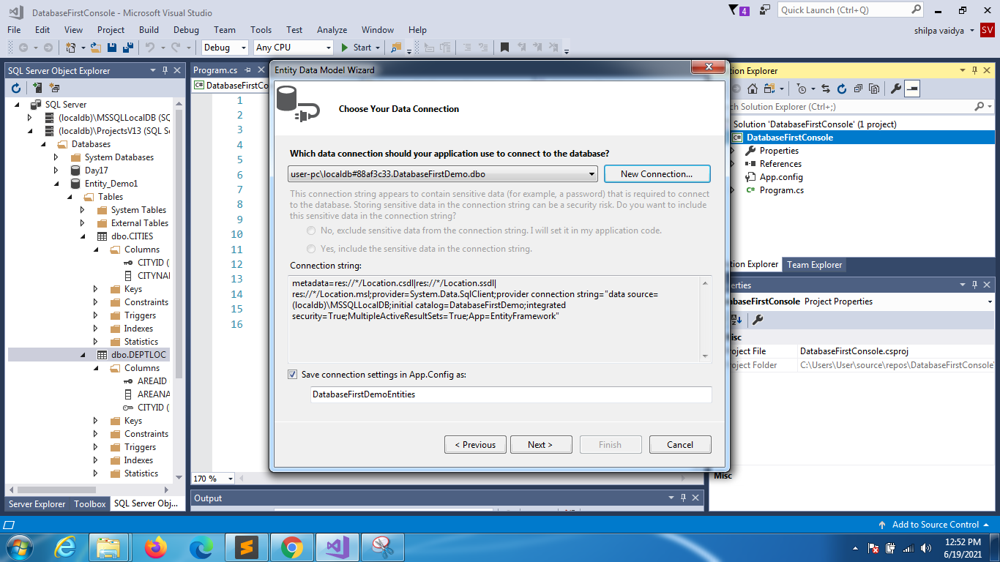 DatabaseFirstConsole - Microsoft Visual Studio
4
Quick Launch (Ctrl+Q)
File Edit View Project Build Debug Team Tools Test Analyze Window Help
shilpa vaidya SV
Debug Any CPU Start
SQL Server Object Explorer
SQL Server
(localdb)\MSSQLLocalDB (SQ
(localdb)\ProjectsV13 (SQL Se
Databases
System Databases
Day17
Entity_Demo1
Tables
System Tables
External Tables
dbo.CITIES
Columns
CITYID (
CITYNA
Keys
Constraints
Triggers
Indexes
Statistics
dbo.DEPTLOC
Columns
AREAID
AREANA
CITYID (
Keys
Constraints
Triggers
Indexes
Statistics
Server Explorer Toolbox SQL Server Obj...
Program.cs
C# DatabaseFirstCo
1
2
3
4
5
6
7
8
9
10
11
12
13
14
15
16
170 %
Output
Entity Data Model Wizard
Choose Your Data Connection
Which data connection should your application use to connect to the database?
user-pc\localdb#88af3c33.DatabaseFirstDemo.dbo
New Connection...
This connection string appears to contain sensitive data (for example, a password) that is required to connect
to the database. Storing sensitive data in the connection string can be a security risk. Do you want to include
this sensitive data in the connection string?
No, exclude sensitive data from the connection string. I will set it in my application code.
Yes, include the sensitive data in the connection string.
Connection string:
metadata=res://*/Location.csdl|res://*/Location.ssdl|
res://*/Location.msl;provider=System.Data.SqlClient;provider connection string="data source=
(localdb)\MSSQLLocalDB;initial catalog=DatabaseFirstDemo;integrated
security=True;MultipleActiveResultSets=True;App=EntityFramework"
Save connection settings in App.Config as:
DatabaseFirstDemoEntities
< Previous Next > Finish Cancel
tion Explorer
ch Solution Explorer (Ctrl+;)
Solution 'DatabaseFirstConsole' (1 project)
C# DatabaseFirstConsole
Properties
References
App.config
C# Program.cs
tion Explorer Team Explorer
erties
abaseFirstConsole Project Properties
isc
oject File DatabaseFirstConsole.csproj
oject Folder C:\Users\User\source\repos\DatabaseFirstConsole\
Misc
Add to Source Control
12:52 PM
6/19/2021